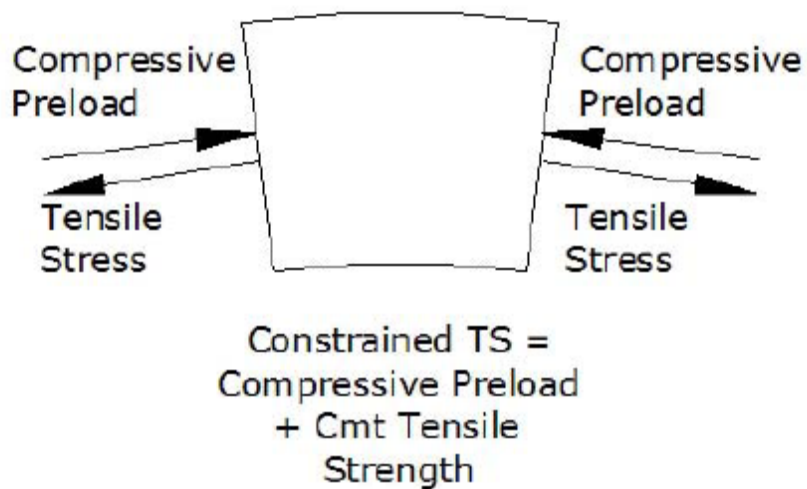 Compressive
Preload
Compressive
Preload
Tensile
Stress
Tensile
Stress
Constrained TS =
Compressive Preload
+ Cmt Tensile
Strength